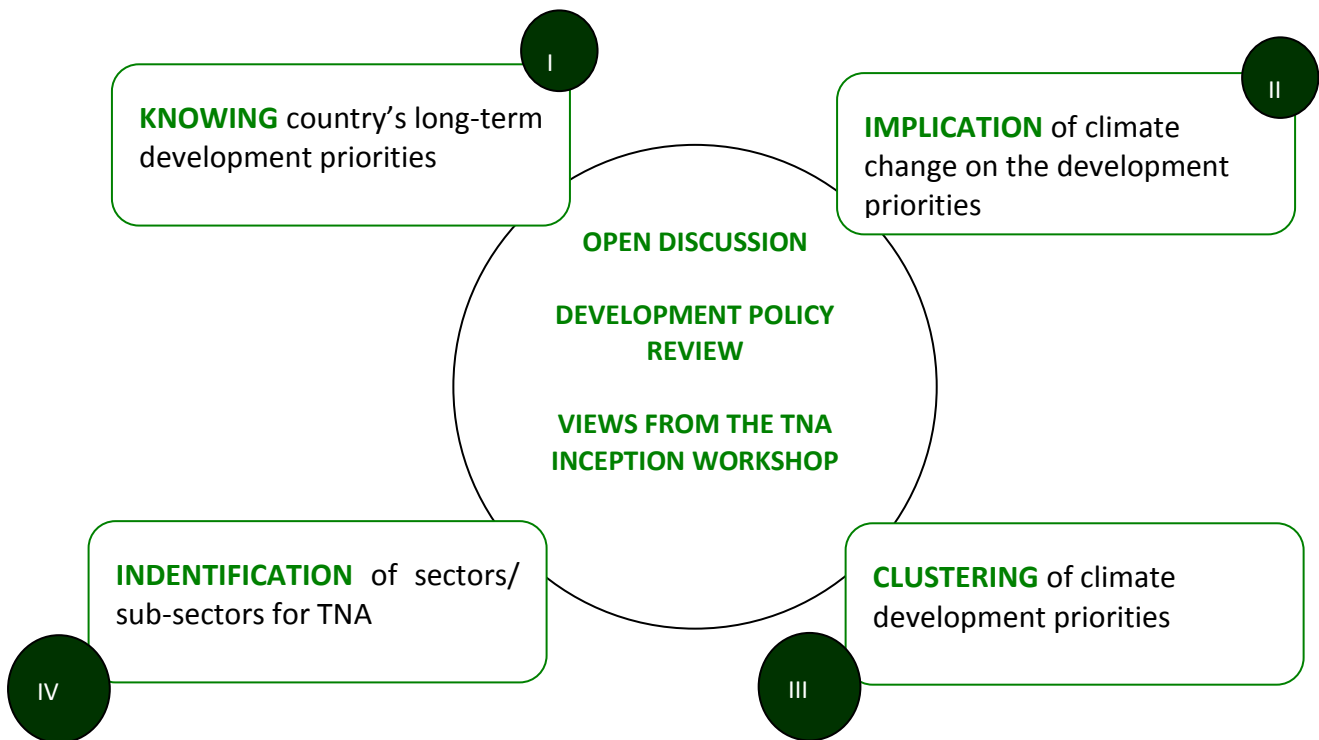 I
KNOWING country’s long-term
development priorities
II
IMPLICATION of climate
change on the development
priorities
OPEN DISCUSSION
DEVELOPMENT POLICY
REVIEW
VIEWS FROM THE TNA
INCEPTION WORKSHOP
III
CLUSTERING of climate
development priorities
IV
INDENTIFICATION of sectors/
sub-sectors for TNA